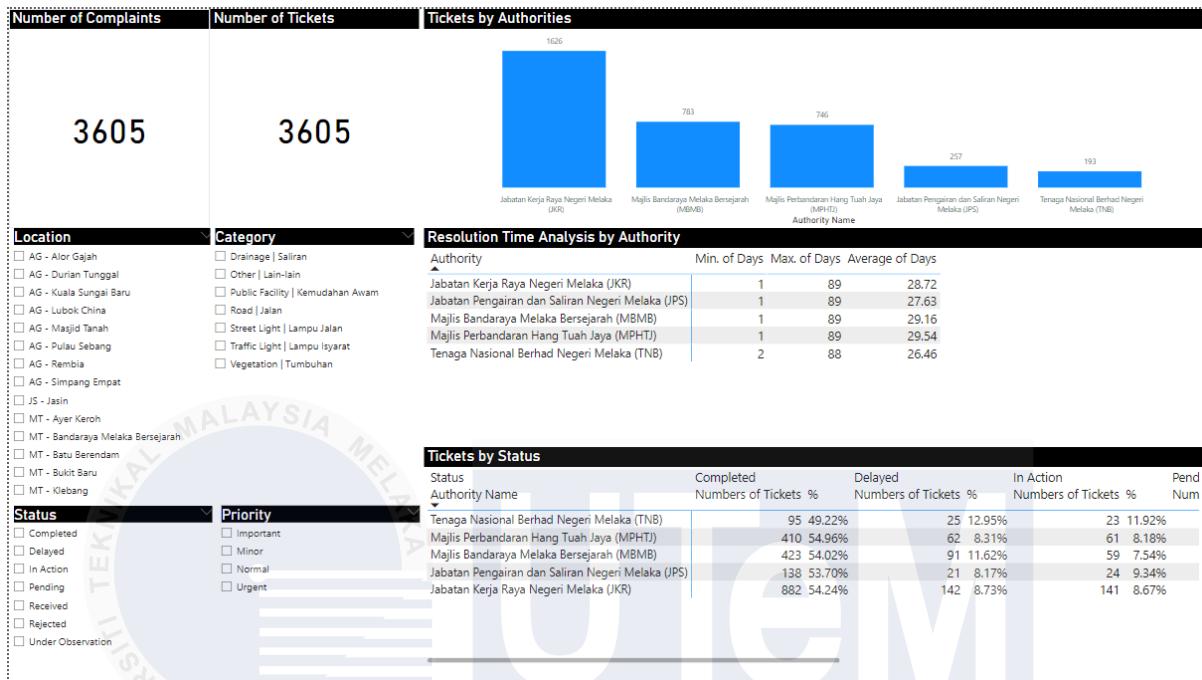 Number of Complaints
Number of Tickets
Tickets by Authorities
3605
3605
1626
783
746
257
193
Jabatan Kerja Raya Negeri Melaka
(JKR)
Majlis Bandaraya Melaka Bersejarah
(MBMB)
Majlis Perbandaran Hang Tuah Jaya
(MPHTJ)
Jabatan Pengairan dan Saliran Negeri
Melaka (JPS)
Tenaga Nasional Berhad Negeri
Melaka (TNB)
Authority Name
Location
AG - Alor Gajah
AG - Durian Tunggal
AG - Kuala Sungai Baru
AG - Lubok China
AG - Masjid Tanah
AG - Pulau Sebang
AG - Rembia
AG - Simpang Empat
JS - Jasin
MT - Ayer Keroh
MT - Bandaraya Melaka Bersejarah
MT - Batu Berendam
MT - Bukit Baru
MT - Klebang
Category
Drainage | Saliran
Other | Lain-lain
Public Facility | Kemudahan Awam
Road | Jalan
Street Light | Lampu Jalan
Traffic Light | Lampu Isyarat
Vegetation | Tumbuhan
Resolution Time Analysis by Authority
Authority Min. of Days Max. of Days Average of Days
Jabatan Kerja Raya Negeri Melaka (JKR) 1 89 28.72
Jabatan Pengairan dan Saliran Negeri Melaka (JPS) 1 89 27.63
Majlis Bandaraya Melaka Bersejarah (MBMB) 1 89 29.16
Majlis Perbandaran Hang Tuah Jaya (MPHTJ) 1 89 29.54
Tenaga Nasional Berhad Negeri Melaka (TNB) 2 88 26.46
Status
Completed
Delayed
In Action
Pending
Received
Rejected
Under Observation
Priority
Important
Minor
Normal
Urgent
Tickets by Status
Status Completed Delayed In Action Pend
Authority Name Numbers of Tickets % Numbers of Tickets % Numbers of Tickets % Num
Tenaga Nasional Berhad Negeri Melaka (TNB) 95 49.22% 25 12.95% 23 11.92%
Majlis Perbandaran Hang Tuah Jaya (MPHTJ) 410 54.96% 62 8.31% 61 8.18%
Majlis Bandaraya Melaka Bersejarah (MBMB) 423 54.02% 91 11.62% 59 7.54%
Jabatan Pengairan dan Saliran Negeri Melaka (JPS) 138 53.70% 21 8.17% 24 9.34%
Jabatan Kerja Raya Negeri Melaka (JKR) 882 54.24% 142 8.73% 141 8.67%
UTeM
MALAYSIA
MELAKA
TEKNIKAL